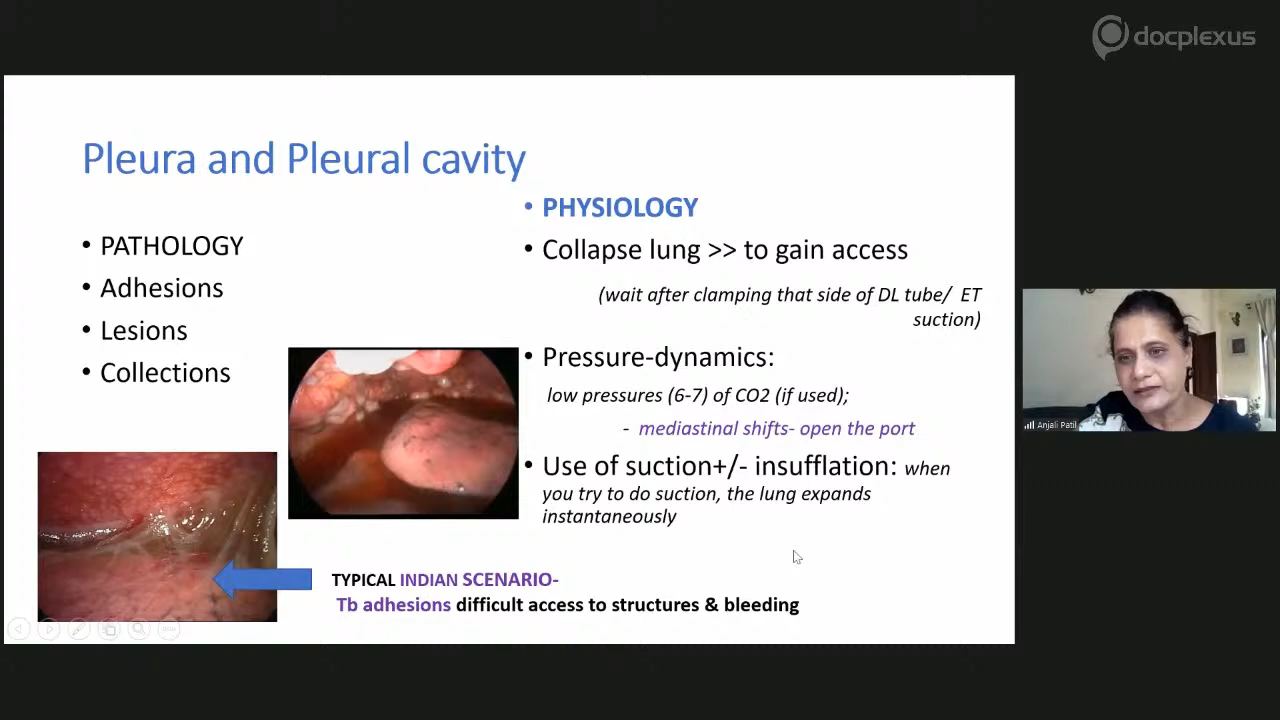 docplexus
Pleura and Pleural cavity
• PATHOLOGY
• Adhesions
• Lesions
• Collections
• PHYSIOLOGY
• Collapse lung >> to gain access
(wait after clamping that side of DL tube/ ET
suction)
• Pressure-dynamics:
low pressures (6-7) of CO2 (if used);
- mediastinal shifts- open the port
• Use of suction+/- insufflation: when
you try to do suction, the lung expands
instantaneously
TYPICAL INDIAN SCENARIO-
Tb adhesions difficult access to structures & bleeding
Anjali Patil